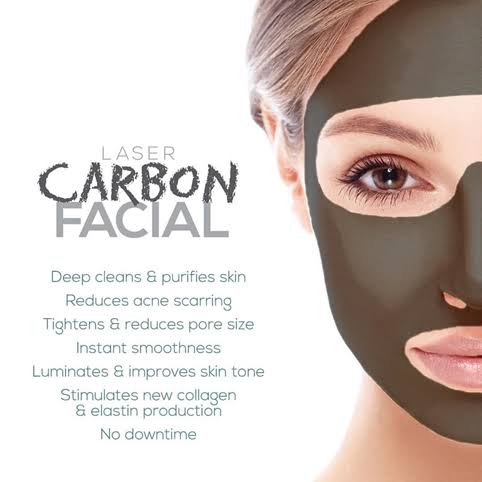 LASER
CARBON
FACIAL
Deep cleans & purifies skin
Reduces acne scarring
Tightens & reduces pore size
Instant smoothness
Luminates & improves skin tone
Stimulates new collagen
& elastin production
No downtime